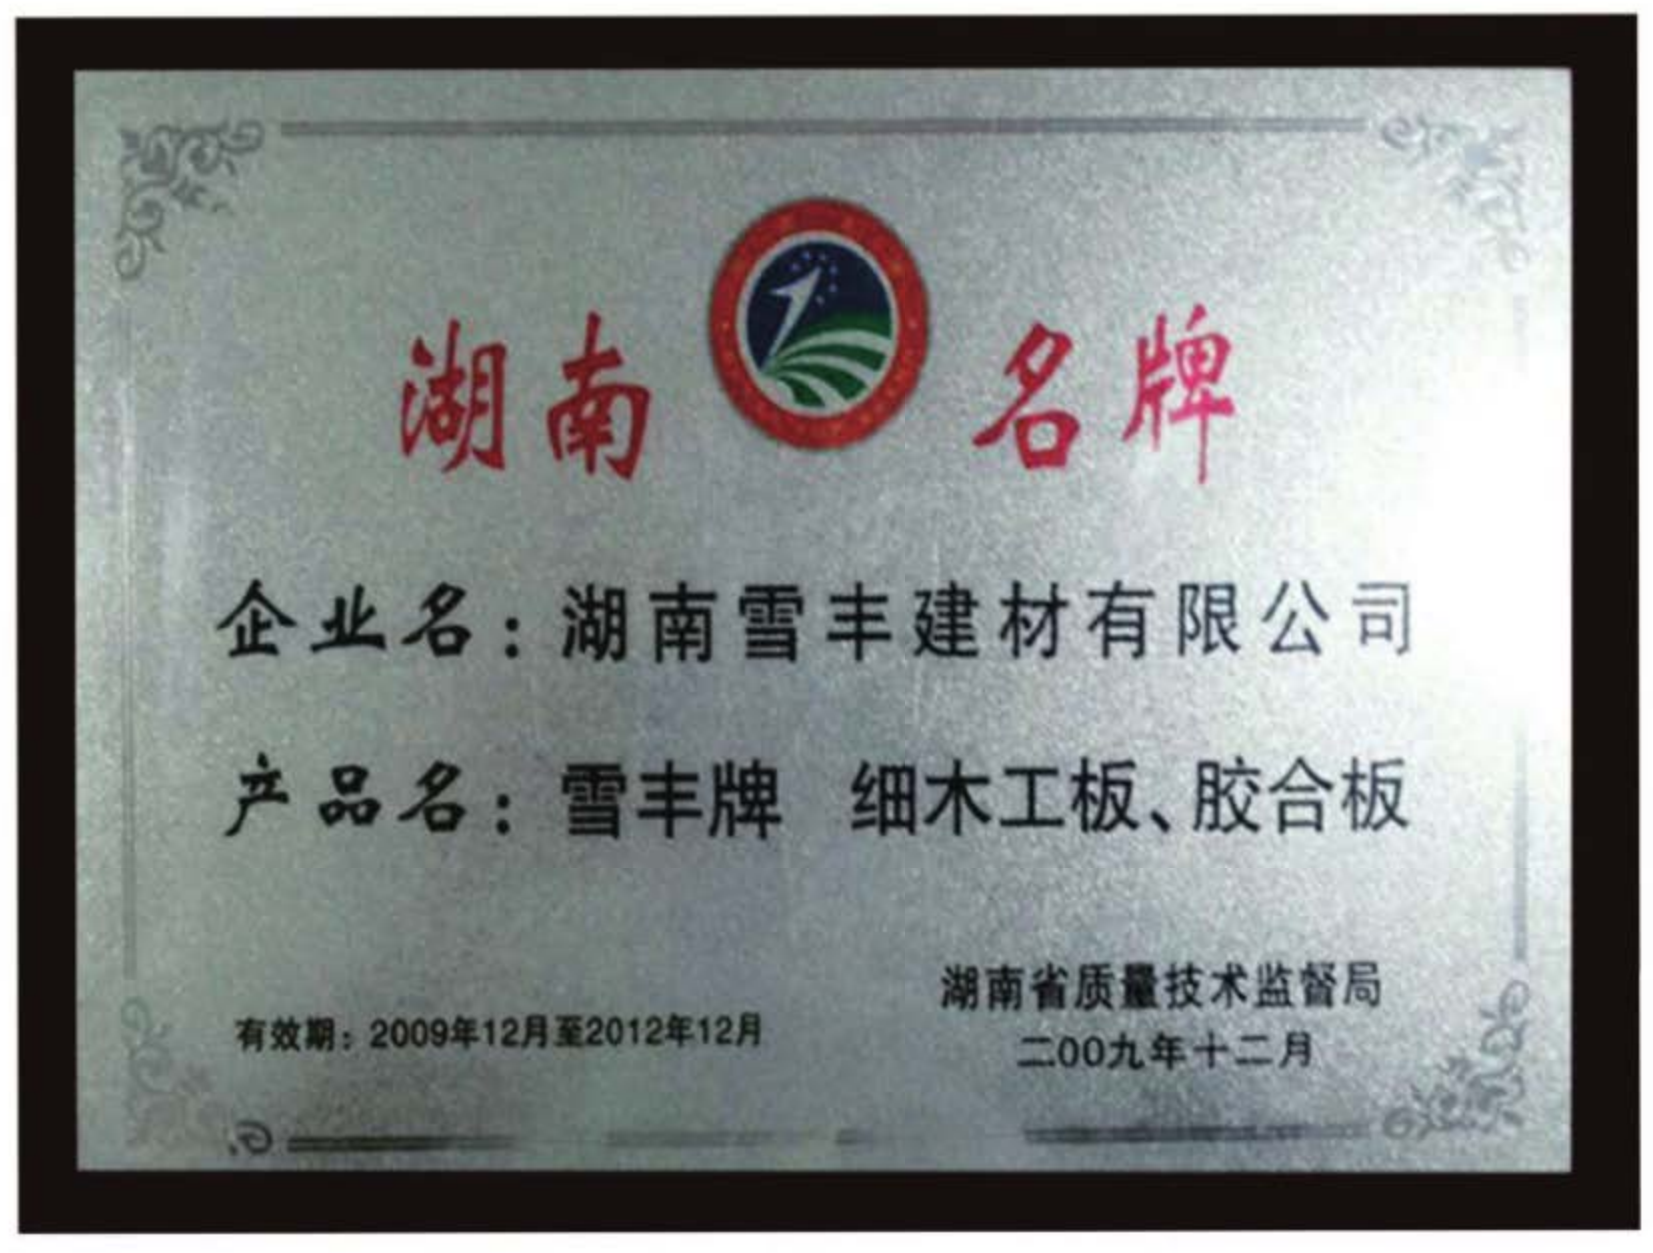 湖南 名牌
企业名：湖南雪丰建材有限公司
产品名：雪丰牌 细木工板、胶合板
湖南省质量技术监督局
有效期：2009年12月至2012年12月
二00九年十二月